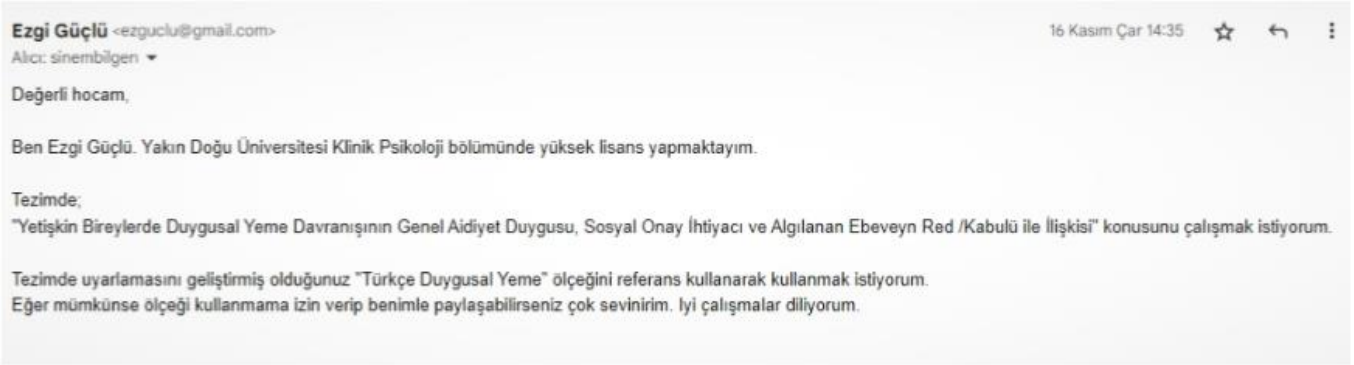 Ezgi Güçlü <ezguclu@gmail.com>
16 Kasım Çar 14:35
Alıcı: sinembilgen
Değerli hocam,
Ben Ezgi Güçlü. Yakın Doğu Üniversitesi Klinik Psikoloji bölümünde yüksek lisans yapmaktayım.
Tezimde;
"Yetişkin Bireylerde Duygusal Yeme Davranışının Genel Aidiyet Duygusu, Sosyal Onay İhtiyacı ve Algılanan Ebeveyn Red /Kabulü ile İlişkisi" konusunu çalışmak istiyorum.
Tezimde uyarlamasını geliştirmiş olduğunuz "Türkçe Duygusal Yeme" ölçeğini referans kullanarak kullanmak istiyorum.
Eğer mümkünse ölçeği kullanmama izin verip benimle paylaşabilirseniz çok sevinirim. Iyi çalışmalar diliyorum.